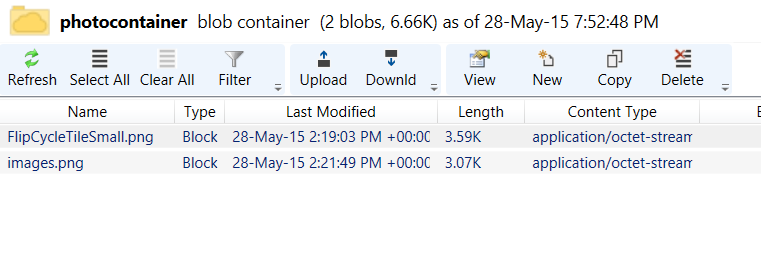 photocontainer blob container (2 blobs, 6.66K) as of 28-May-15 7:52:48 PM
Refresh Select All Clear All Filter Upload Downld View New Copy Delete
Name Type Last Modified Length Content Type E
FlipCycleTileSmall.png Block 28-May-15 2:19:03 PM +00:00 3.59K application/octet-stream
images.png Block 28-May-15 2:21:49 PM +00:00 3.07K application/octet-stream